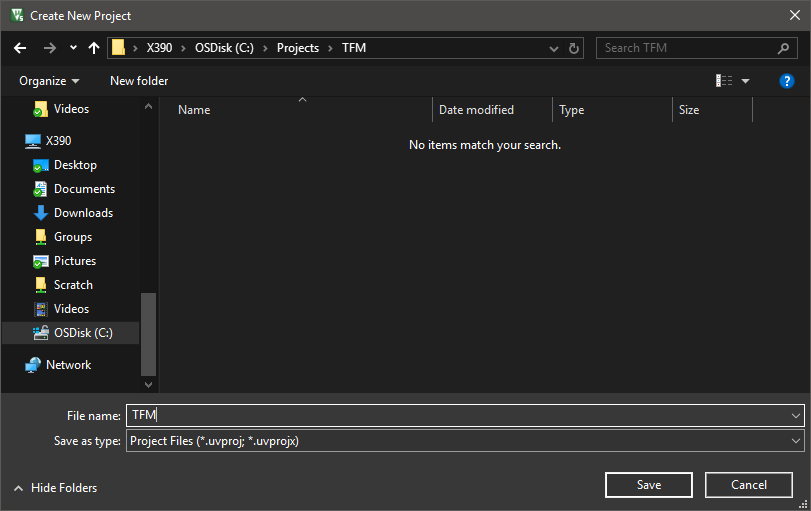 Create New Project
X390 OSDisk (C:) Projects TFM
Search TFM
Organize New folder
Name Date modified Type Size
No items match your search.
Videos
X390
Desktop
Documents
Downloads
Groups
Pictures
Scratch
Videos
OSDisk (C:)
Network
File name: TFM
Save as type: Project Files (*.uvproj; *.uvprojx)
Hide Folders
Save Cancel